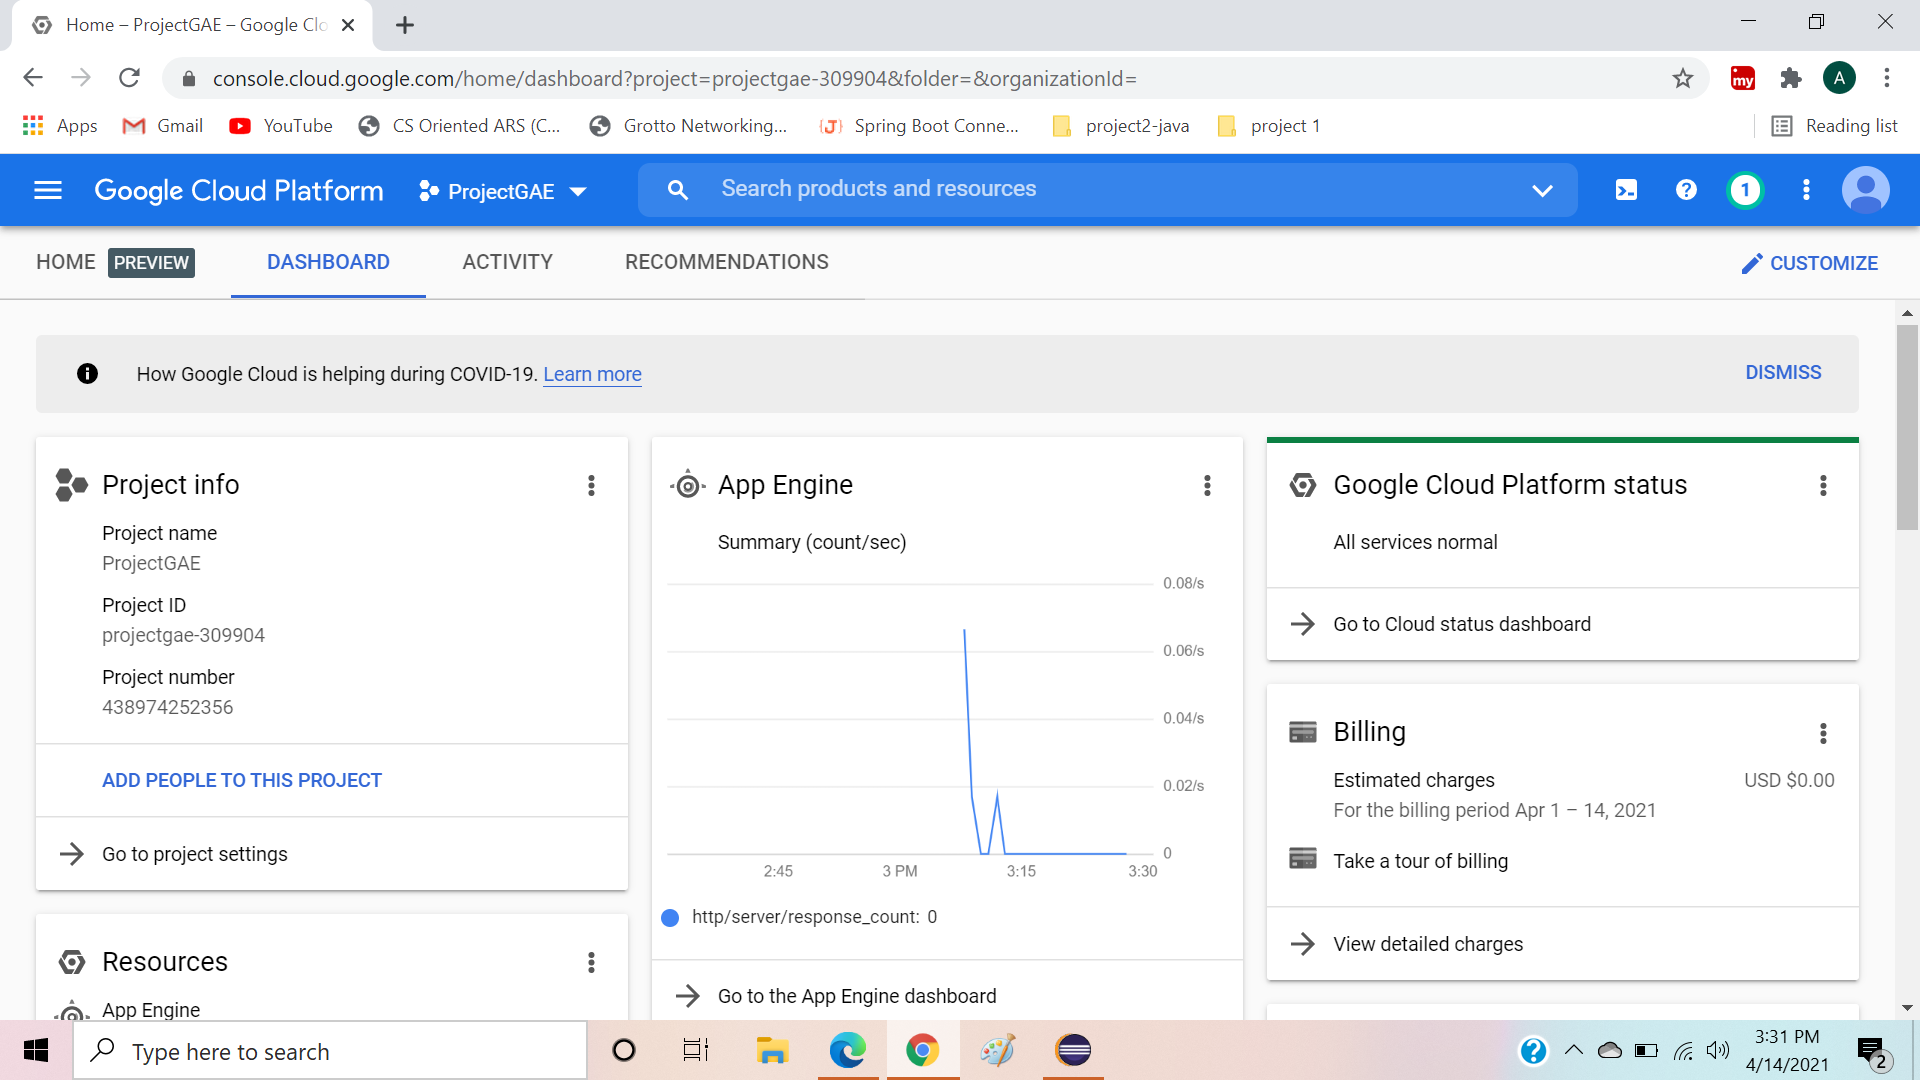 Home – ProjectGAE – Google Clo
console.cloud.google.com/home/dashboard?project=projectgae-309904&folder=&organizationId=
my
A
Apps
Gmail
YouTube
CS Oriented ARS (C...
Grotto Networking...
Spring Boot Conne...
project2-java
project 1
Reading list
Google Cloud Platform
ProjectGAE
Search products and resources
1
HOME PREVIEW
DASHBOARD
ACTIVITY
RECOMMENDATIONS
CUSTOMIZE
How Google Cloud is helping during COVID-19. Learn more
DISMISS
Project info
Project name
ProjectGAE
Project ID
projectgae-309904
Project number
438974252356
ADD PEOPLE TO THIS PROJECT
Go to project settings
Resources
App Engine
App Engine
Summary (count/sec)
0.08/s
0.06/s
0.04/s
0.02/s
0
2:45
3 PM
3:15
3:30
http/server/response_count: 0
Go to the App Engine dashboard
Google Cloud Platform status
All services normal
Go to Cloud status dashboard
Billing
Estimated charges
USD $0.00
For the billing period Apr 1 – 14, 2021
Take a tour of billing
View detailed charges
Type here to search
3:31 PM
4/14/2021
2